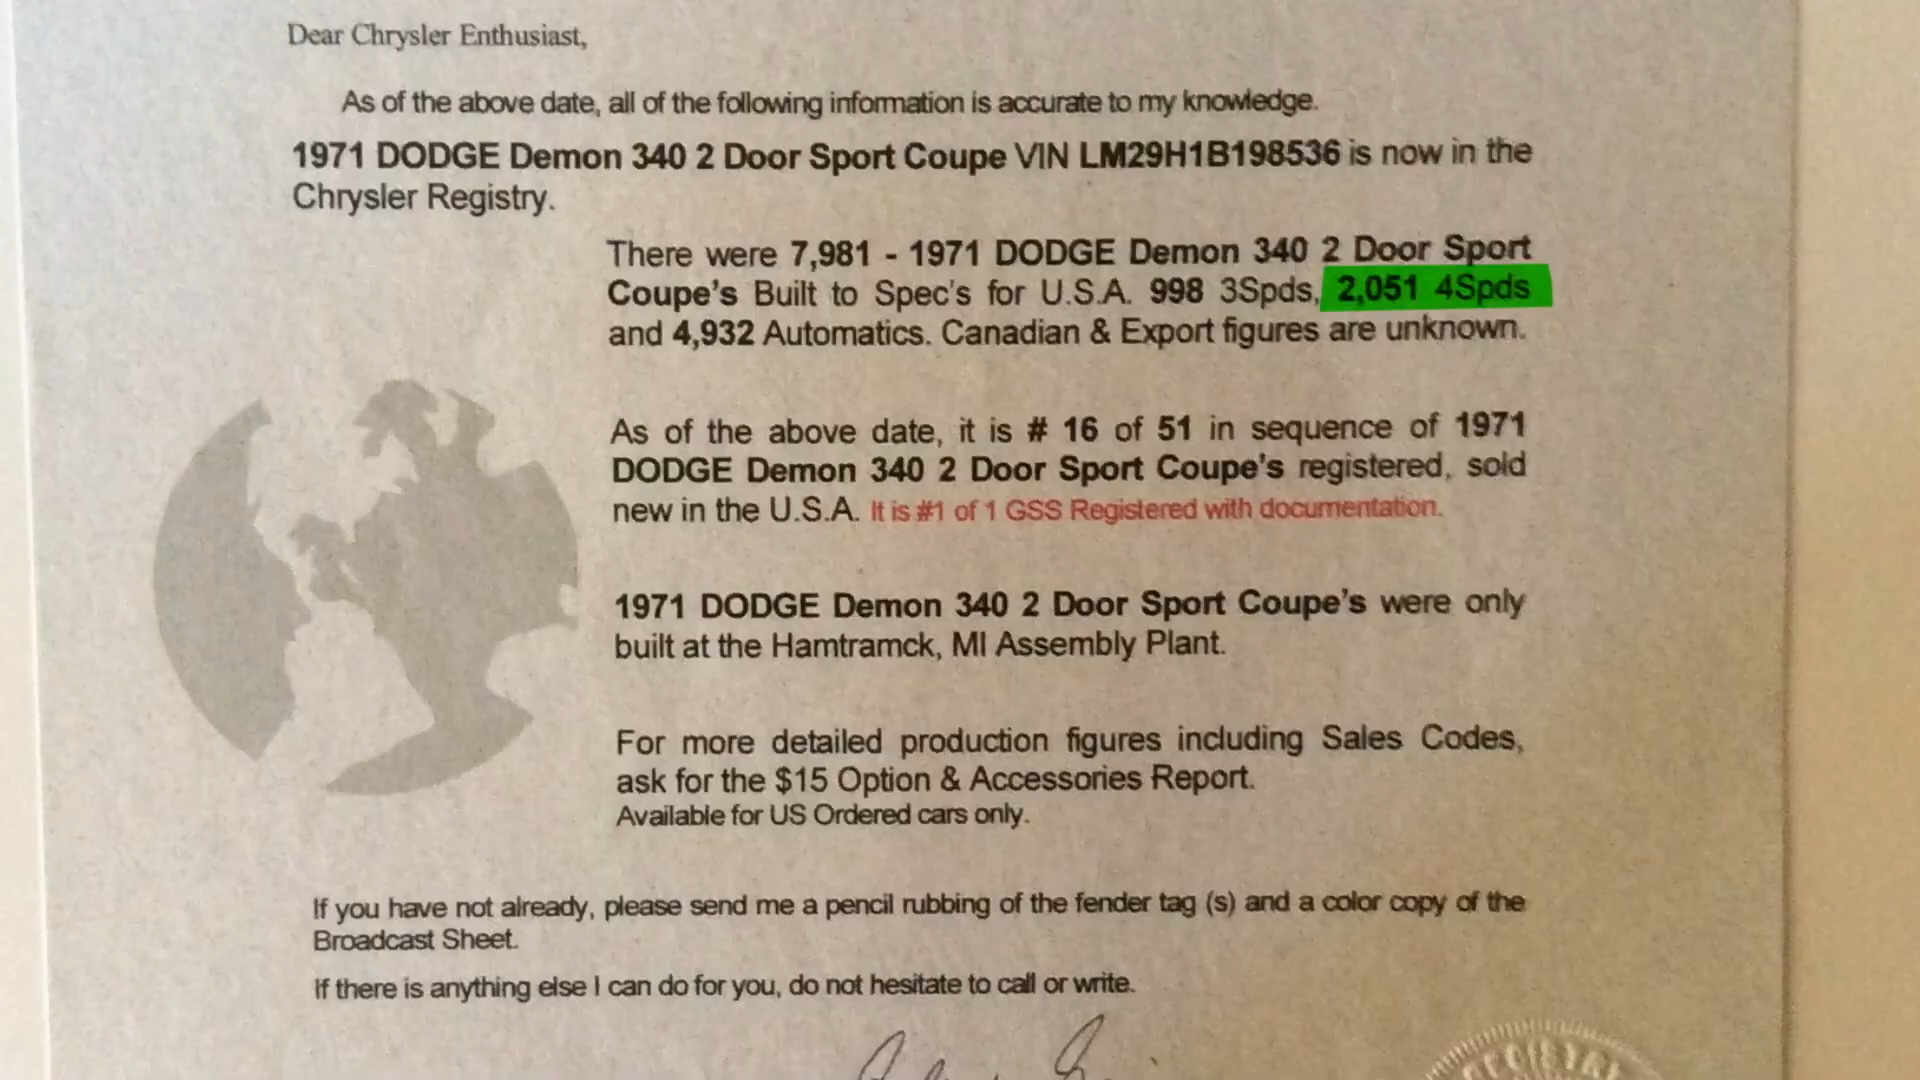 Dear Chrysler Enthusiast,
As of the above date, all of the following information is accurate to my knowledge.
1971 DODGE Demon 340 2 Door Sport Coupe VIN LM29H1B198536 is now in the
Chrysler Registry.
There were 7,981 - 1971 DODGE Demon 340 2 Door Sport
Coupe's Built to Spec's for U.S.A. 998 3Spds, 2,051 4Spds
and 4,932 Automatics. Canadian & Export figures are unknown.
As of the above date, it is # 16 of 51 in sequence of 1971
DODGE Demon 340 2 Door Sport Coupe's registered, sold
new in the U.S.A. It is #1 of 1 GSS Registered with documentation.
1971 DODGE Demon 340 2 Door Sport Coupe's were only
built at the Hamtramck, MI Assembly Plant.
For more detailed production figures including Sales Codes,
ask for the $15 Option & Accessories Report.
Available for US Ordered cars only.
If you have not already, please send me a pencil rubbing of the fender tag (s) and a color copy of the
Broadcast Sheet.
If there is anything else I can do for you, do not hesitate to call or write.